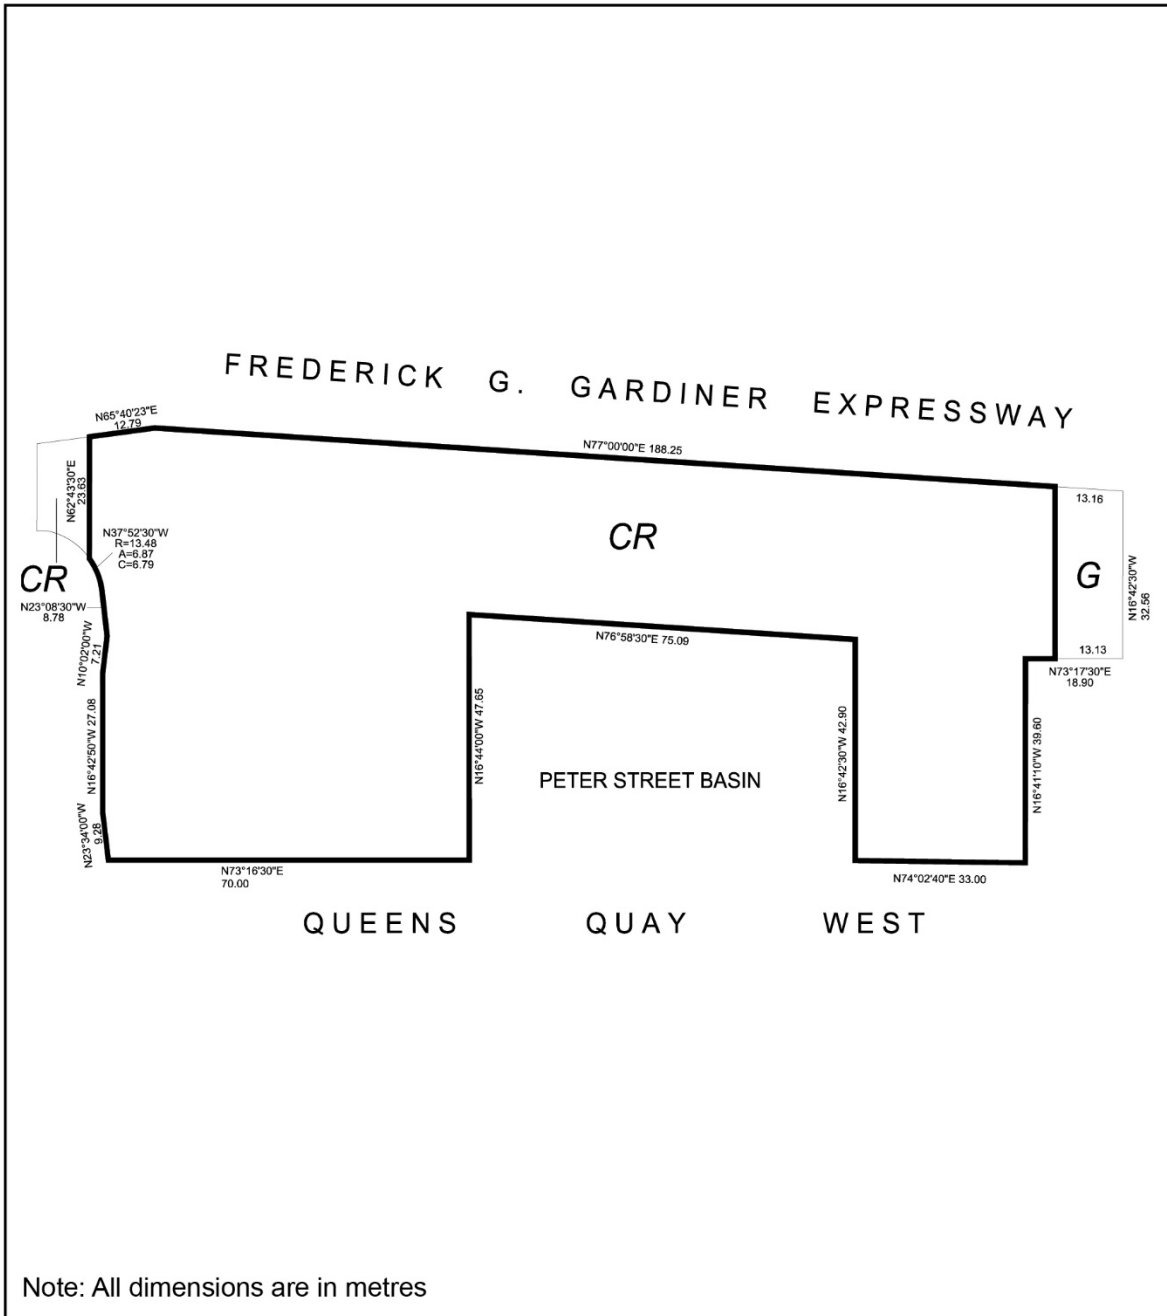 FREDERICK G. GARDINER EXPRESSWAY
N65°40'23"E
12.79
N77°00'00"E 188.25
N62°43'30"E
23.63
N37°52'30"W
R=13.48
A=6.87
C=6.79
CR
CR
13.16
G
N16°42'30"W
32.56
N23°08'30"W
8.78
N10°02'00"W
7.21
N76°58'30"E 75.09
13.13
N73°17'30"E
18.90
N16°42'50"W 27.08
N16°44'00"W 47.65
PETER STREET BASIN
N16°42'30"W 42.90
N16°41'10"W 39.60
N23°34'00"W
9.28
N73°16'30"E
70.00
N74°02'40"E 33.00
QUEENS QUAY WEST
Note: All dimensions are in metres